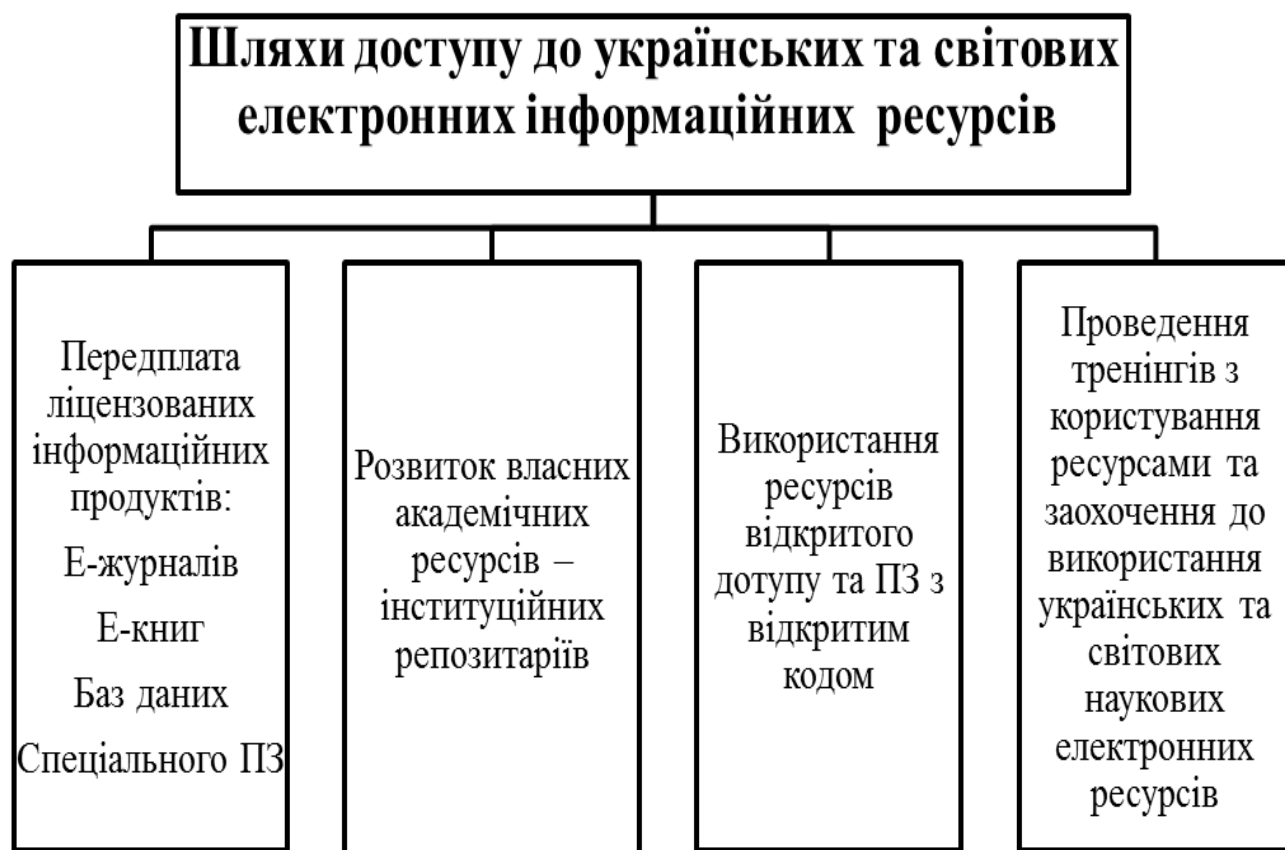 Шляхи доступу до українських та світових
електронних інформаційних ресурсів
Передплата
ліцензованих
інформаційних
продуктів:
Е-журналів
Е-книг
Баз даних
Спеціального ПЗ
Розвиток власних
академічних
ресурсів –
інституційних
репозитаріїв
Використання
ресурсів
відкритого
дотупу та ПЗ з
відкритим
кодом
Проведення
тренінгів з
користування
ресурсами та
заохочення до
використання
українських та
світових
наукових
електронних
ресурсів